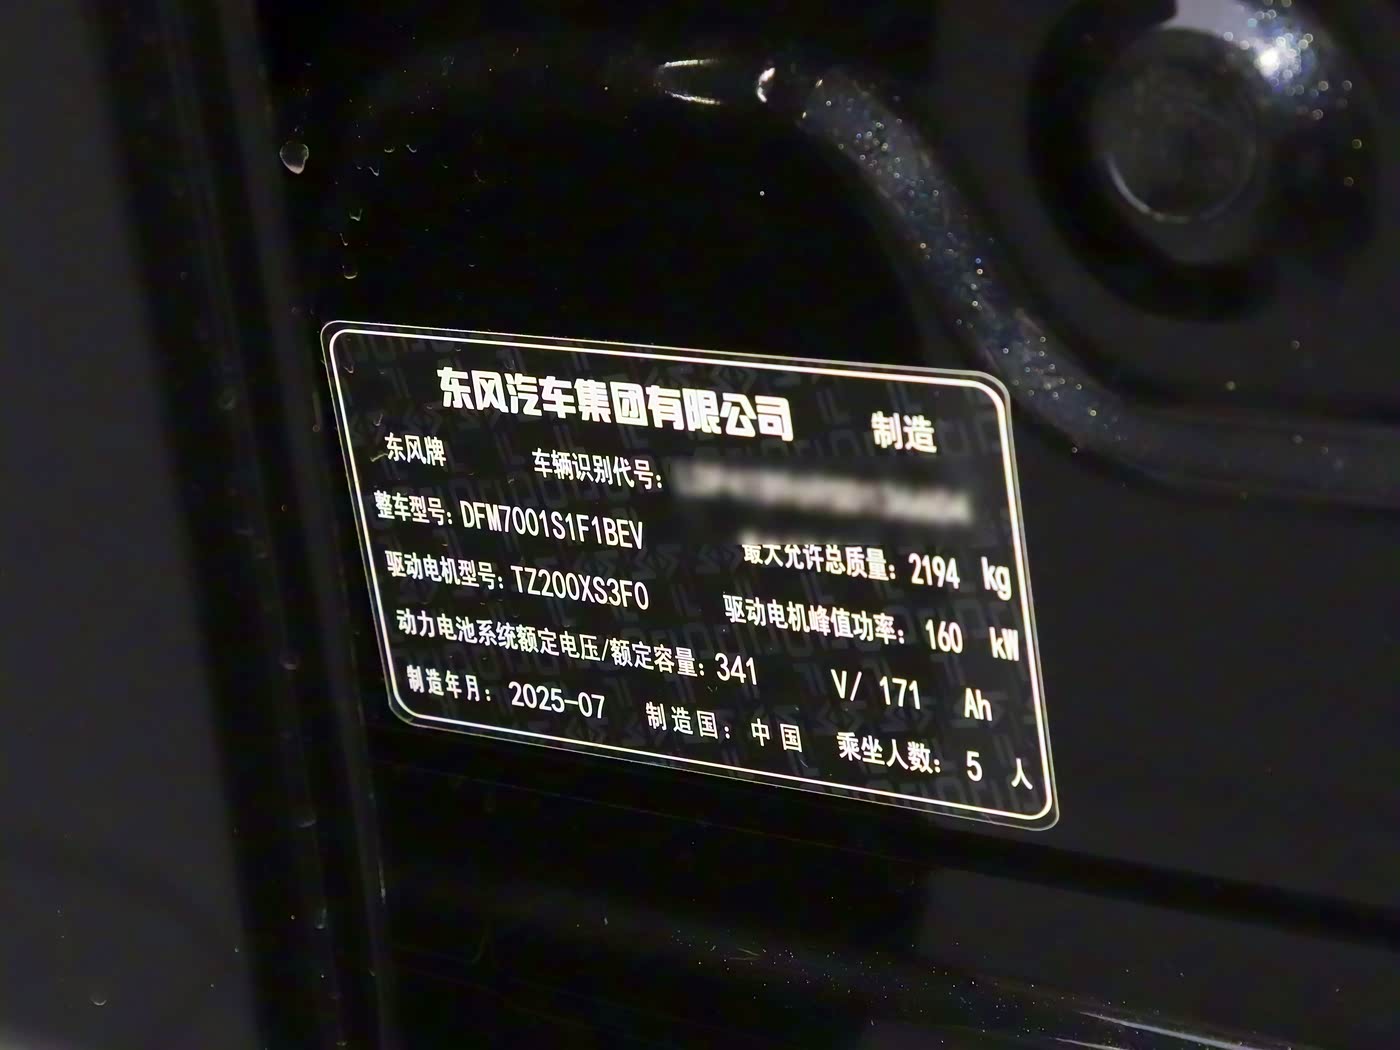 东风汽车集团有限公司 制造
东风牌 车辆识别代号:
整车型号: DFM7001S1F1BEV 最大允许总质量: 2194 kg
驱动电机型号: TZ200XS3F0 驱动电机峰值功率: 160 kW
动力电池系统额定电压/额定容量: 341 V/ 171 Ah
制造年月: 2025-07 制造国: 中国 乘坐人数: 5 人